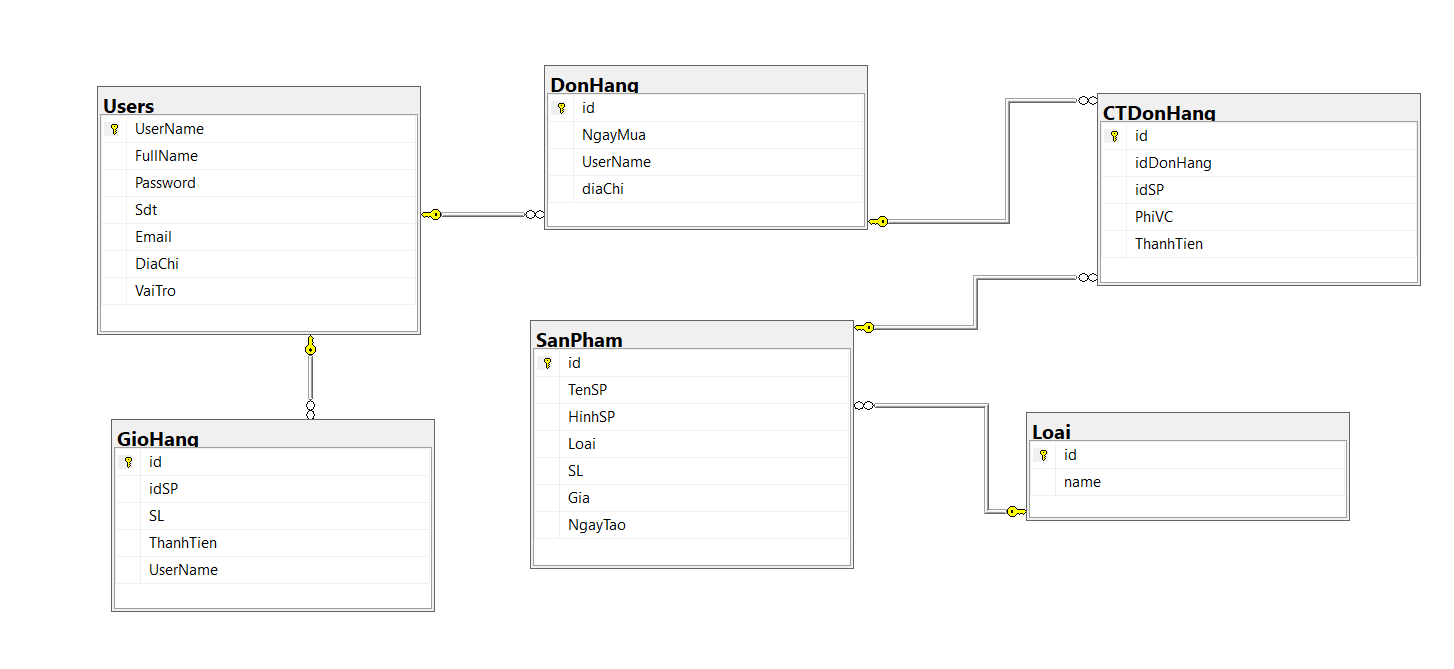 Users
UserName
FullName
Password
Sdt
Email
DiaChi
VaiTro
DonHang
id
NgayMua
UserName
diaChi
CTDonHang
id
idDonHang
idSP
PhiVC
ThanhTien
GioHang
id
idSP
SL
ThanhTien
UserName
SanPham
id
TenSP
HinhSP
Loai
SL
Gia
NgayTao
Loai
id
name